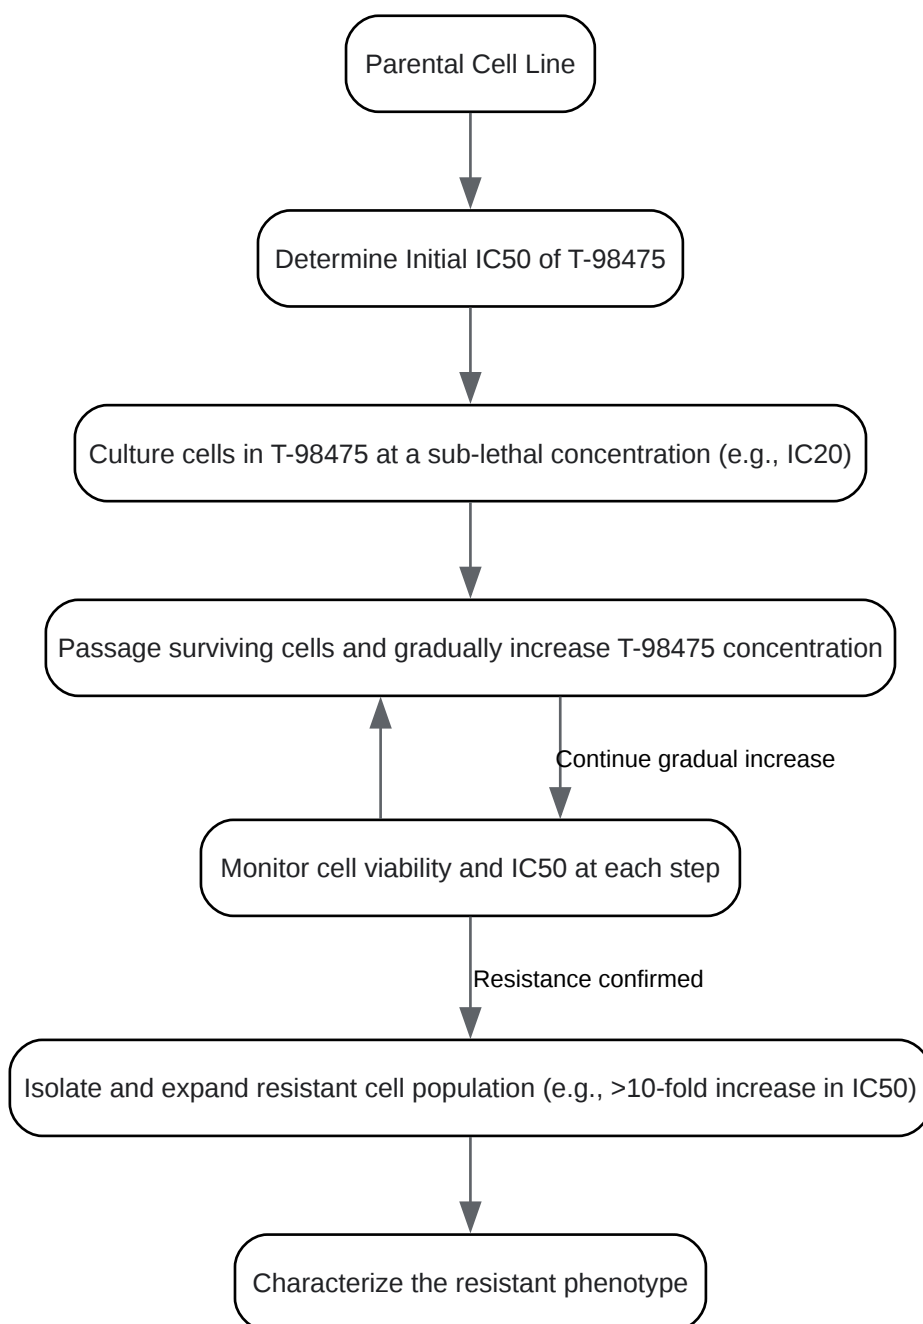 Parental Cell Line
Determine Initial IC50 of T-98475
Culture cells in T-98475 at a sub-lethal concentration (e.g., IC20)
Passage surviving cells and gradually increase T-98475 concentration
Continue gradual increase
Monitor cell viability and IC50 at each step
Resistance confirmed
Isolate and expand resistant cell population (e.g., >10-fold increase in IC50)
Characterize the resistant phenotype